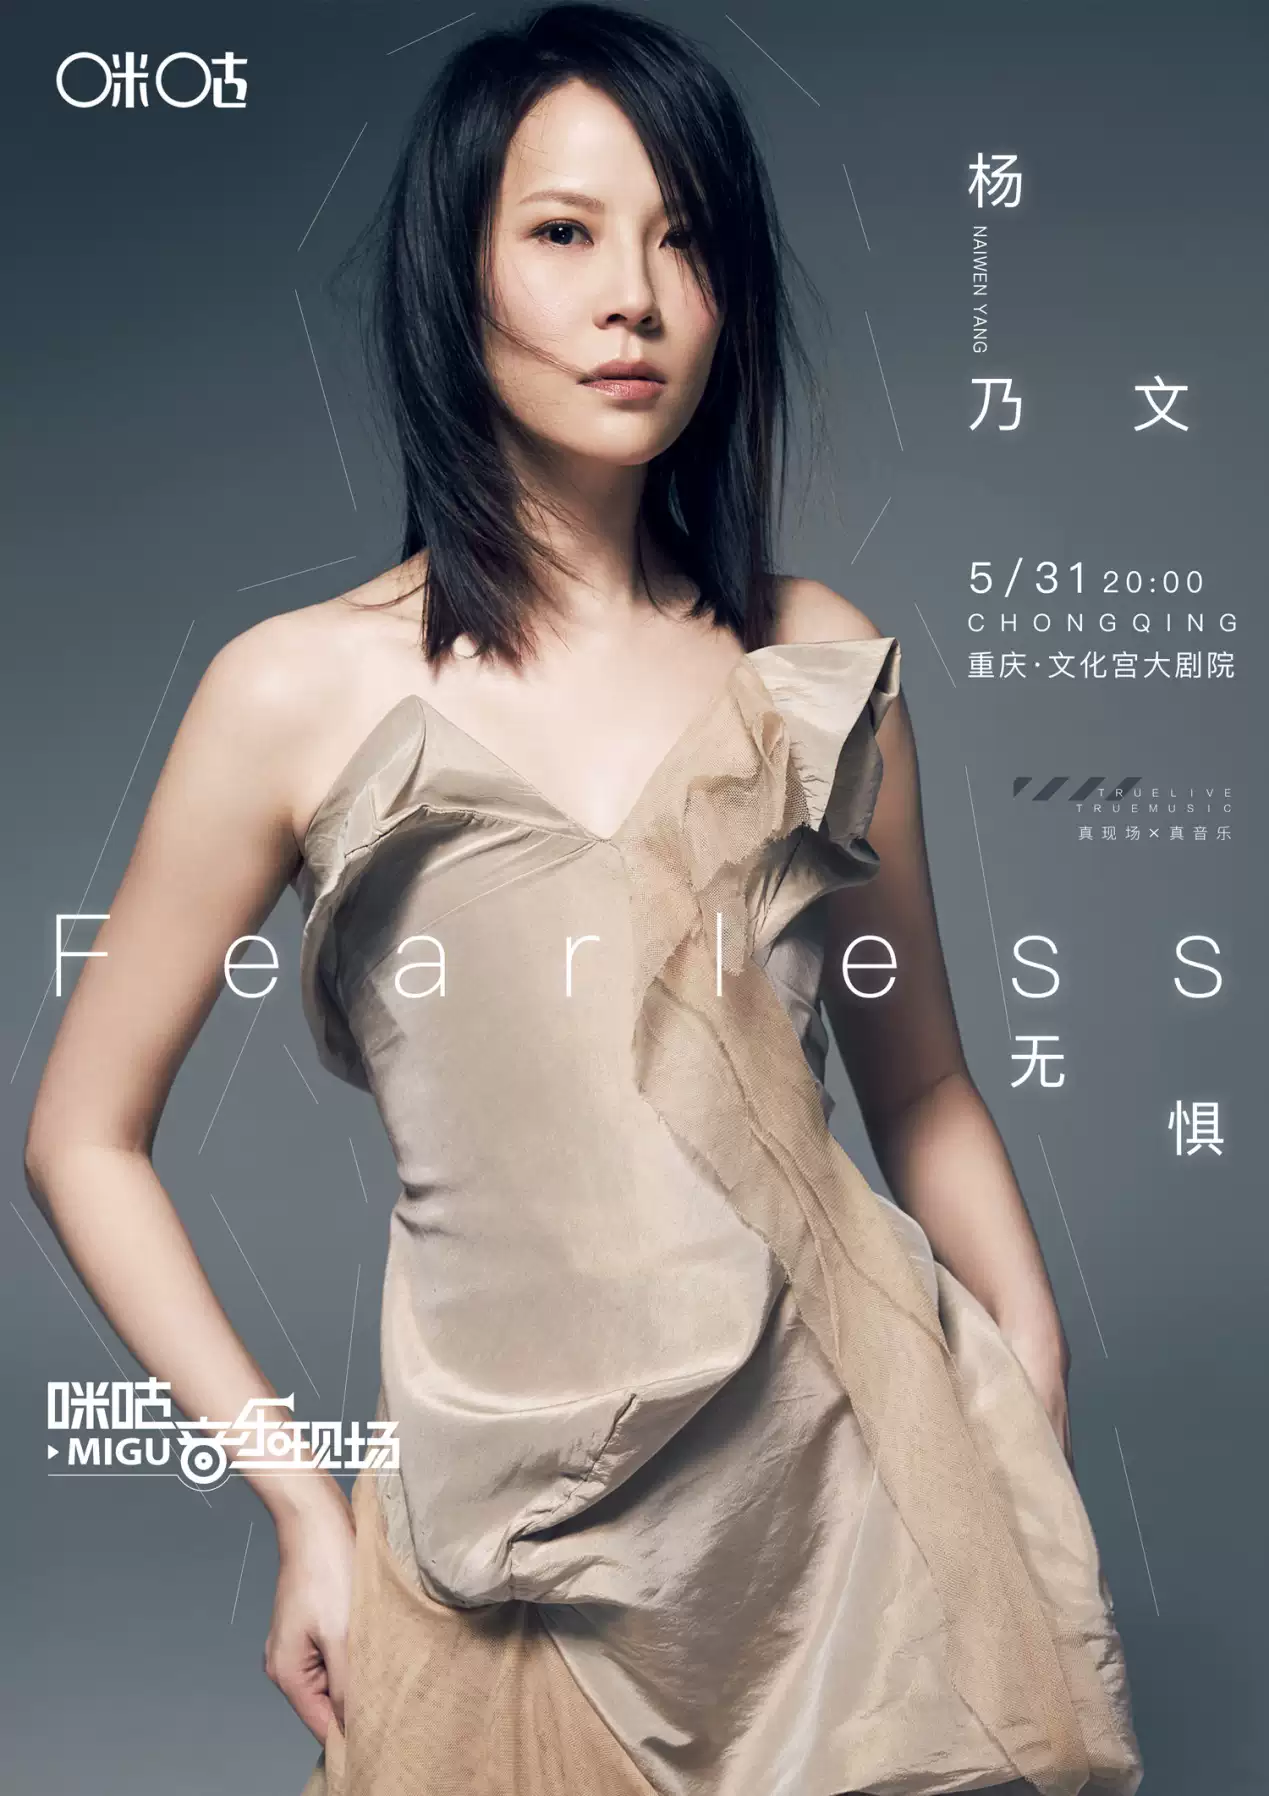 咪咕
杨
NAIWEN YANG
乃 文
5/31 20:00
CHONGQING
重庆·文化宫大剧院
TRUELIVE
TRUEMUSIC
真现场×真音乐
Fearless
无
惧
咪咕
MIGU 音乐现场